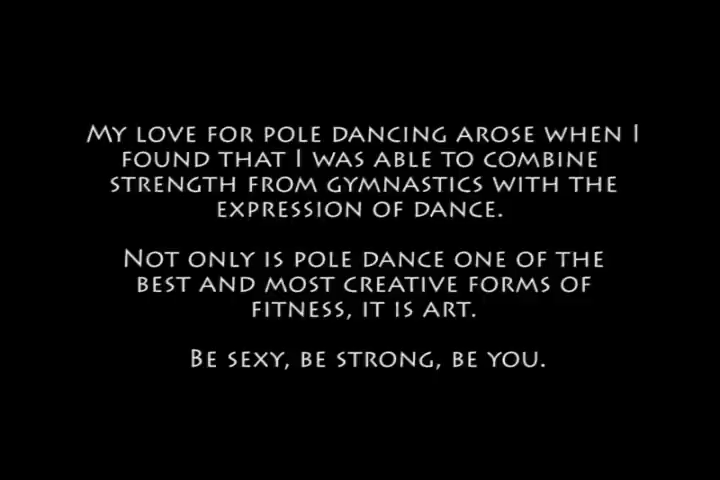 My love for pole dancing arose when I
found that I was able to combine
strength from gymnastics with the
expression of dance.
Not only is pole dance one of the
best and most creative forms of
fitness, it is art.
Be sexy, be strong, be you.